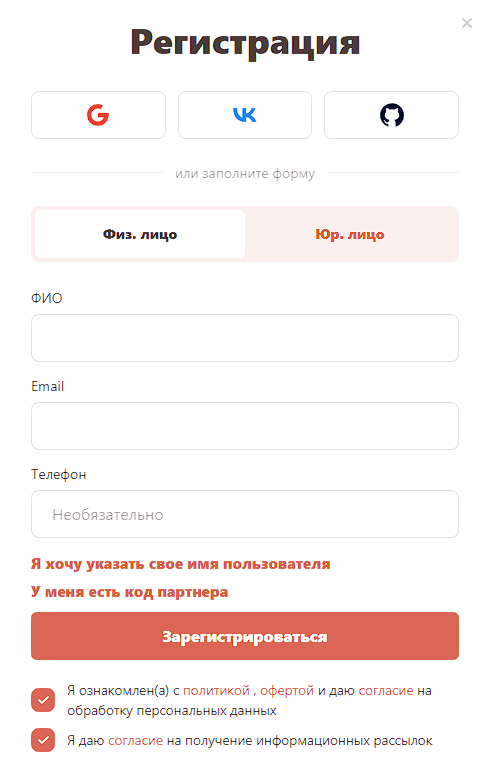 Регистрация
или заполните форму
Физ. лицо
Юр. лицо
ФИО
Email
Телефон
Необязательно
Я хочу указать свое имя пользователя
У меня есть код партнера
Зарегистрироваться
Я ознакомлен(а) с политикой , офертой и даю согласие на
обработку персональных данных
Я даю согласие на получение информационных рассылок